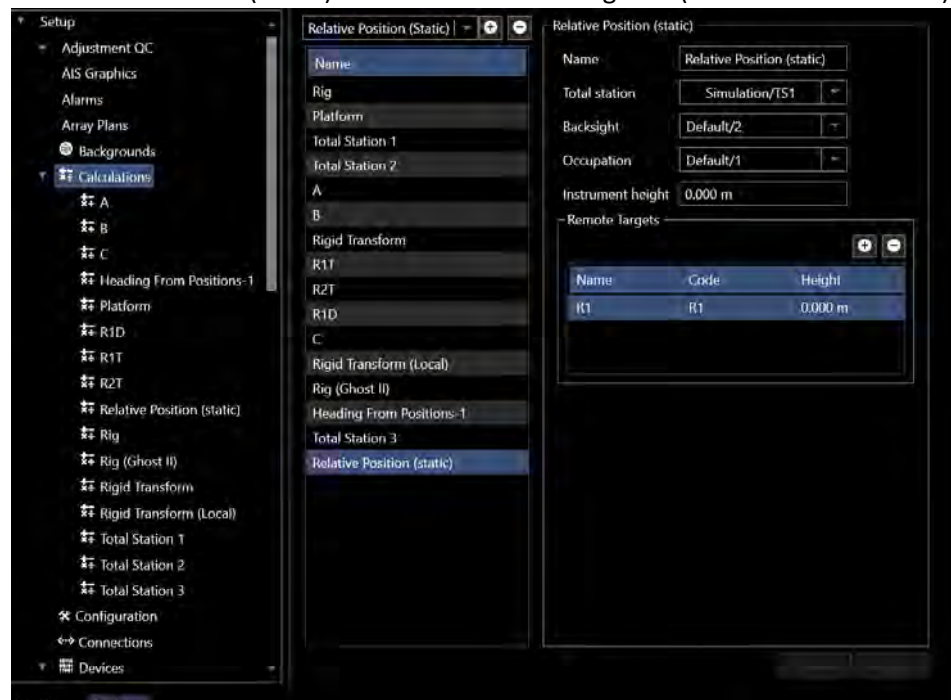 Setup
Adjustment QC
AIS Graphics
Alarms
Array Plans
Backgrounds
Calculations
A
B
C
Heading From Positions-1
Platform
R1D
R1T
R2T
Relative Position (static)
Rig
Rig (Ghost II)
Rigid Transform
Rigid Transform (Local)
Total Station 1
Total Station 2
Total Station 3
Configuration
Connections
Devices
Relative Position (Static)
Name
Rig
Platform
Total Station 1
Total Station 2
A
B
Rigid Transform
R1T
R2T
R1D
C
Rigid Transform (Local)
Rig (Ghost II)
Heading From Positions-1
Total Station 3
Relative Position (static)
Relative Position (static)
Name Relative Position (static)
Total station Simulation/TS1
Backsight Default/2
Occupation Default/1
Instrument height 0.000 m
Remote Targets
Name Code Height
R1 R1 0.000 m